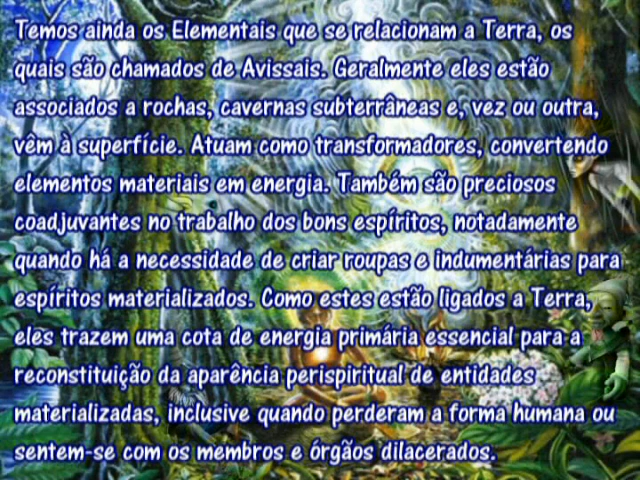 Temos ainda os Elementais que se relacionam a Terra, os
quais são chamados de Avissais. Geralmente eles estão
associados a rochas, cavernas subterrâneas e, vez ou outra,
vêm à superfície. Atuam como transformadores, convertendo
elementos materiais em energia. Também são preciosos
coadjuvantes no trabalho dos bons espíritos, notadamente
quando há a necessidade de criar roupas e indumentárias para
espíritos materializados. Como estes estão ligados a Terra,
eles trazem uma cota de energia primária essencial para a
reconstituição da aparência perispiritual de entidades
materializadas, inclusive quando perderam a forma humana ou
sentem-se com os membros e órgãos dilacerados.